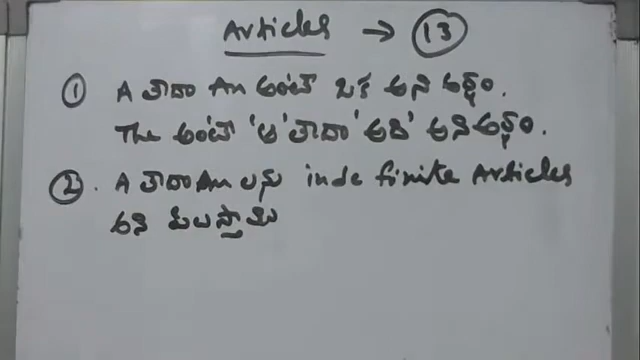 Articles → 13
① A లేదా An అంటే ఒక అని అర్థం.
The అంటే 'ఆ' లేదా 'అది' అని అర్థం.
②. A లేదా An లను indefinite Articles
అని పిలుస్తాము